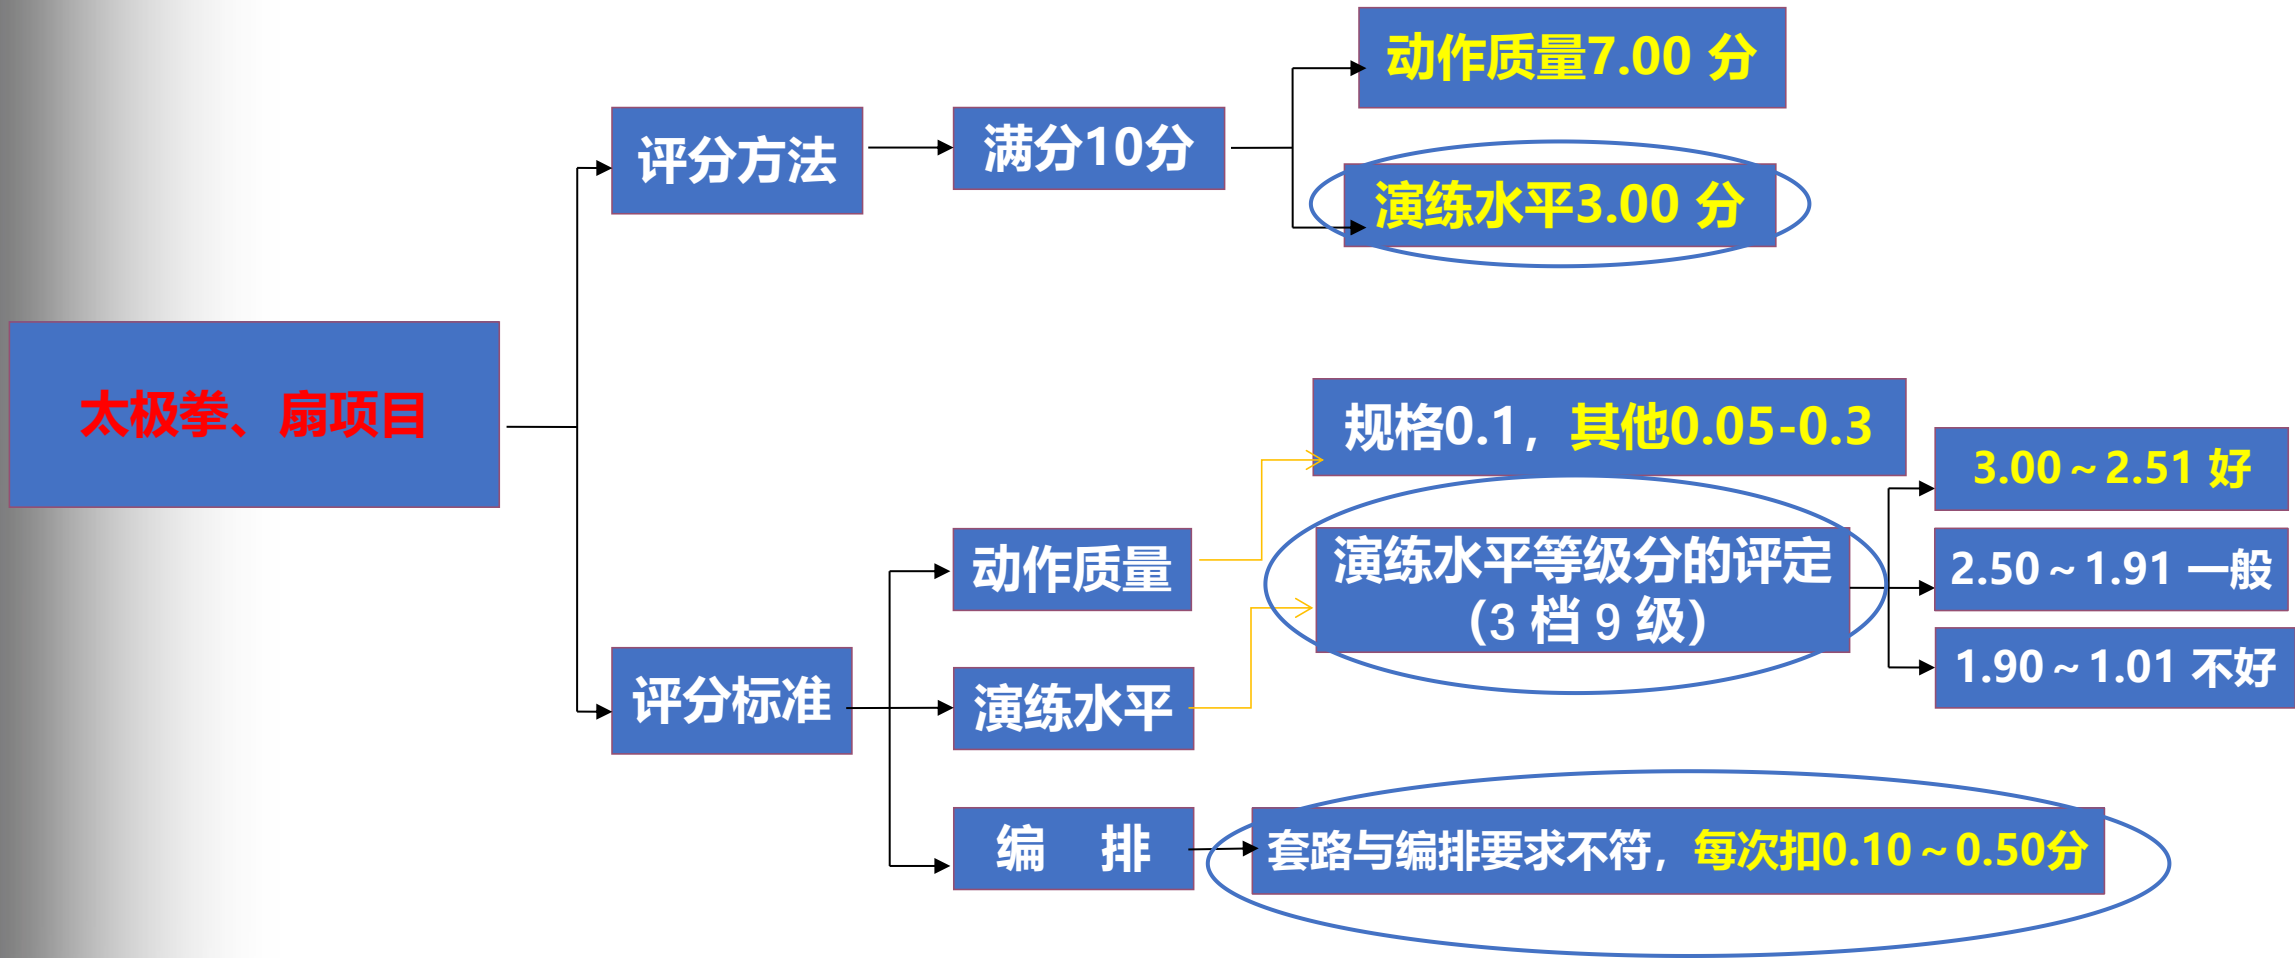 太极拳、扇项目
评分方法
满分10分
动作质量7.00 分
演练水平3.00 分
评分标准
动作质量
规格0.1，其他0.05-0.3
演练水平
演练水平等级分的评定
（3 档 9 级）
3.00～2.51 好
2.50～1.91 一般
1.90～1.01 不好
编 排
套路与编排要求不符，每次扣0.10～0.50分